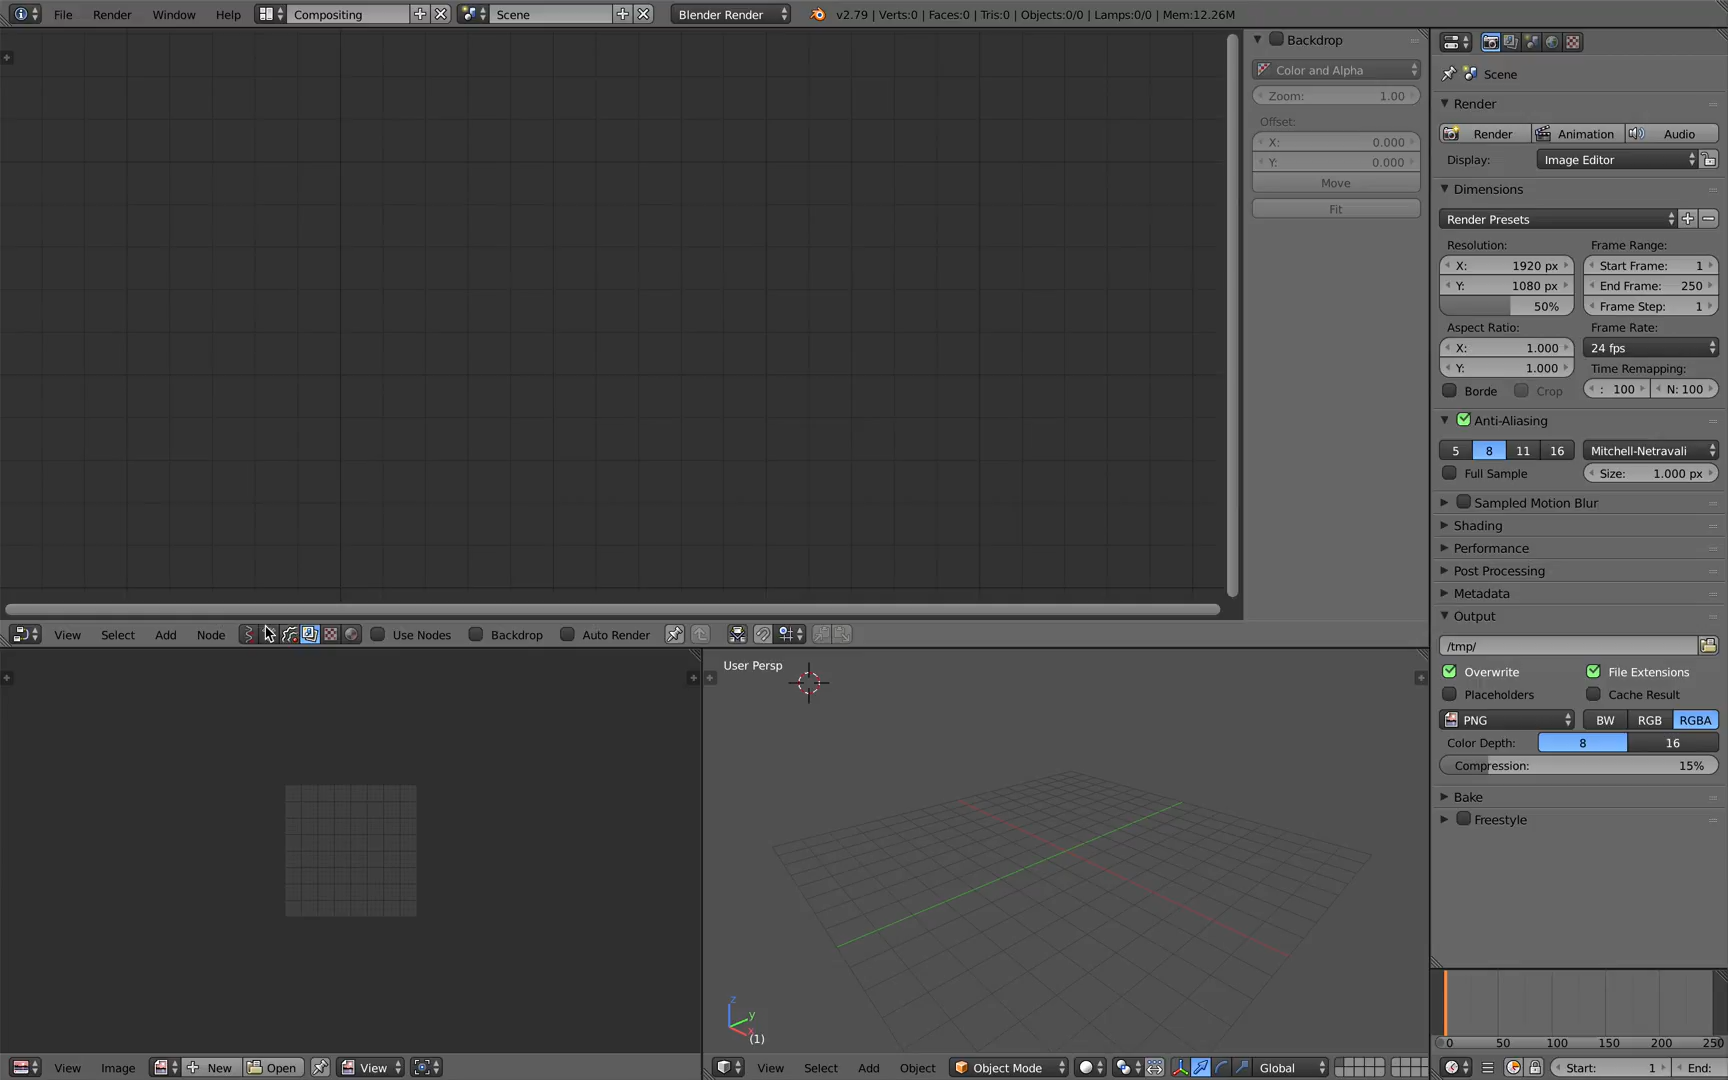 File Render Window Help Compositing Scene Blender Render v2.79 | Verts:0 | Faces:0 | Tris:0 | Objects:0/0 | Lamps:0/0 | Mem:12.26M
Backdrop
Color and Alpha
Zoom: 1.00
Offset:
X: 0.000
Y: 0.000
Move
Fit
Scene
Render
Render Animation Audio
Display: Image Editor
Dimensions
Render Presets
Resolution: Frame Range:
X: 1920 px Start Frame: 1
Y: 1080 px End Frame: 250
50% Frame Step: 1
Aspect Ratio: Frame Rate:
X: 1.000 24 fps
Y: 1.000 Time Remapping:
Borde Crop : 100 N: 100
Anti-Aliasing
5 8 11 16 Mitchell-Netravali
Full Sample Size: 1.000 px
Sampled Motion Blur
Shading
Performance
Post Processing
Metadata
Output
/tmp/
Overwrite File Extensions
Placeholders Cache Result
PNG BW RGB RGBA
Color Depth: 8 16
Compression: 15%
Bake
Freestyle
View Select Add Node Use Nodes Backdrop Auto Render
User Persp
z
y
x
(1)
0 50 100 150 200 250
View Image New Open View
View Select Add Object Object Mode Global
Start: 1 End: